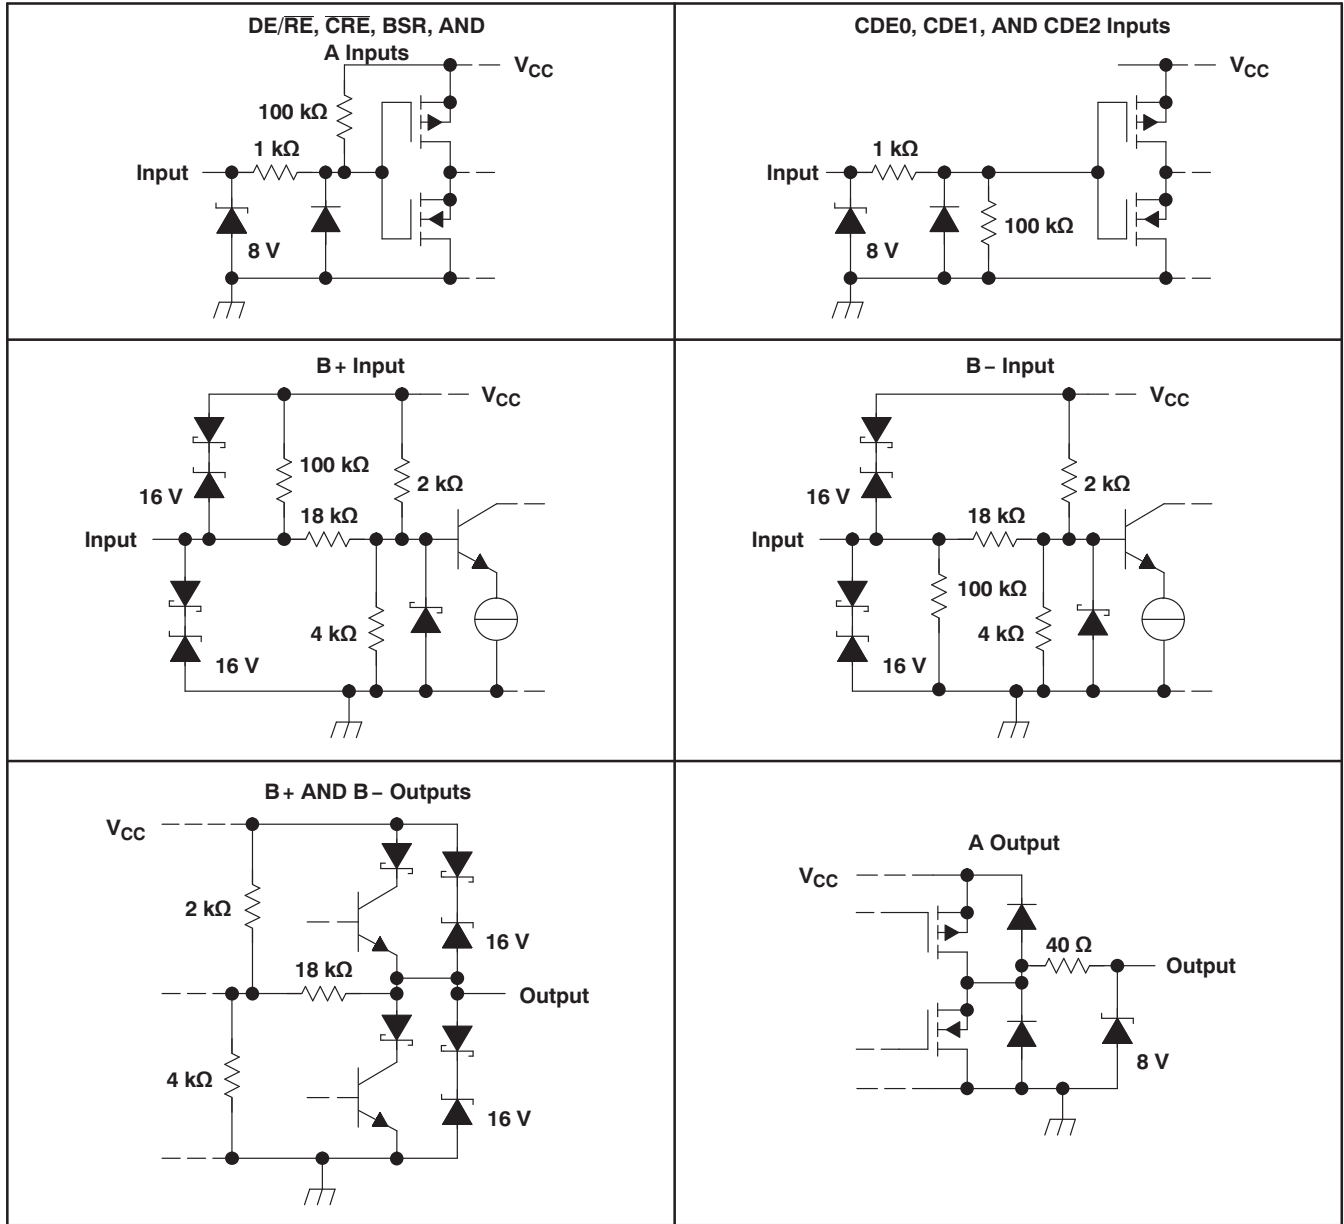 DE/R̅E̅, C̅R̅E̅, BSR, AND
A Inputs
VCC
100 kΩ
1 kΩ
Input
8 V
CDE0, CDE1, AND CDE2 Inputs
VCC
1 kΩ
Input
100 kΩ
8 V
B+ Input
VCC
100 kΩ
2 kΩ
16 V
18 kΩ
Input
4 kΩ
16 V
B− Input
VCC
2 kΩ
16 V
18 kΩ
Input
100 kΩ
4 kΩ
16 V
B+ AND B− Outputs
VCC
2 kΩ
16 V
18 kΩ
Output
4 kΩ
16 V
A Output
VCC
40 Ω
Output
8 V